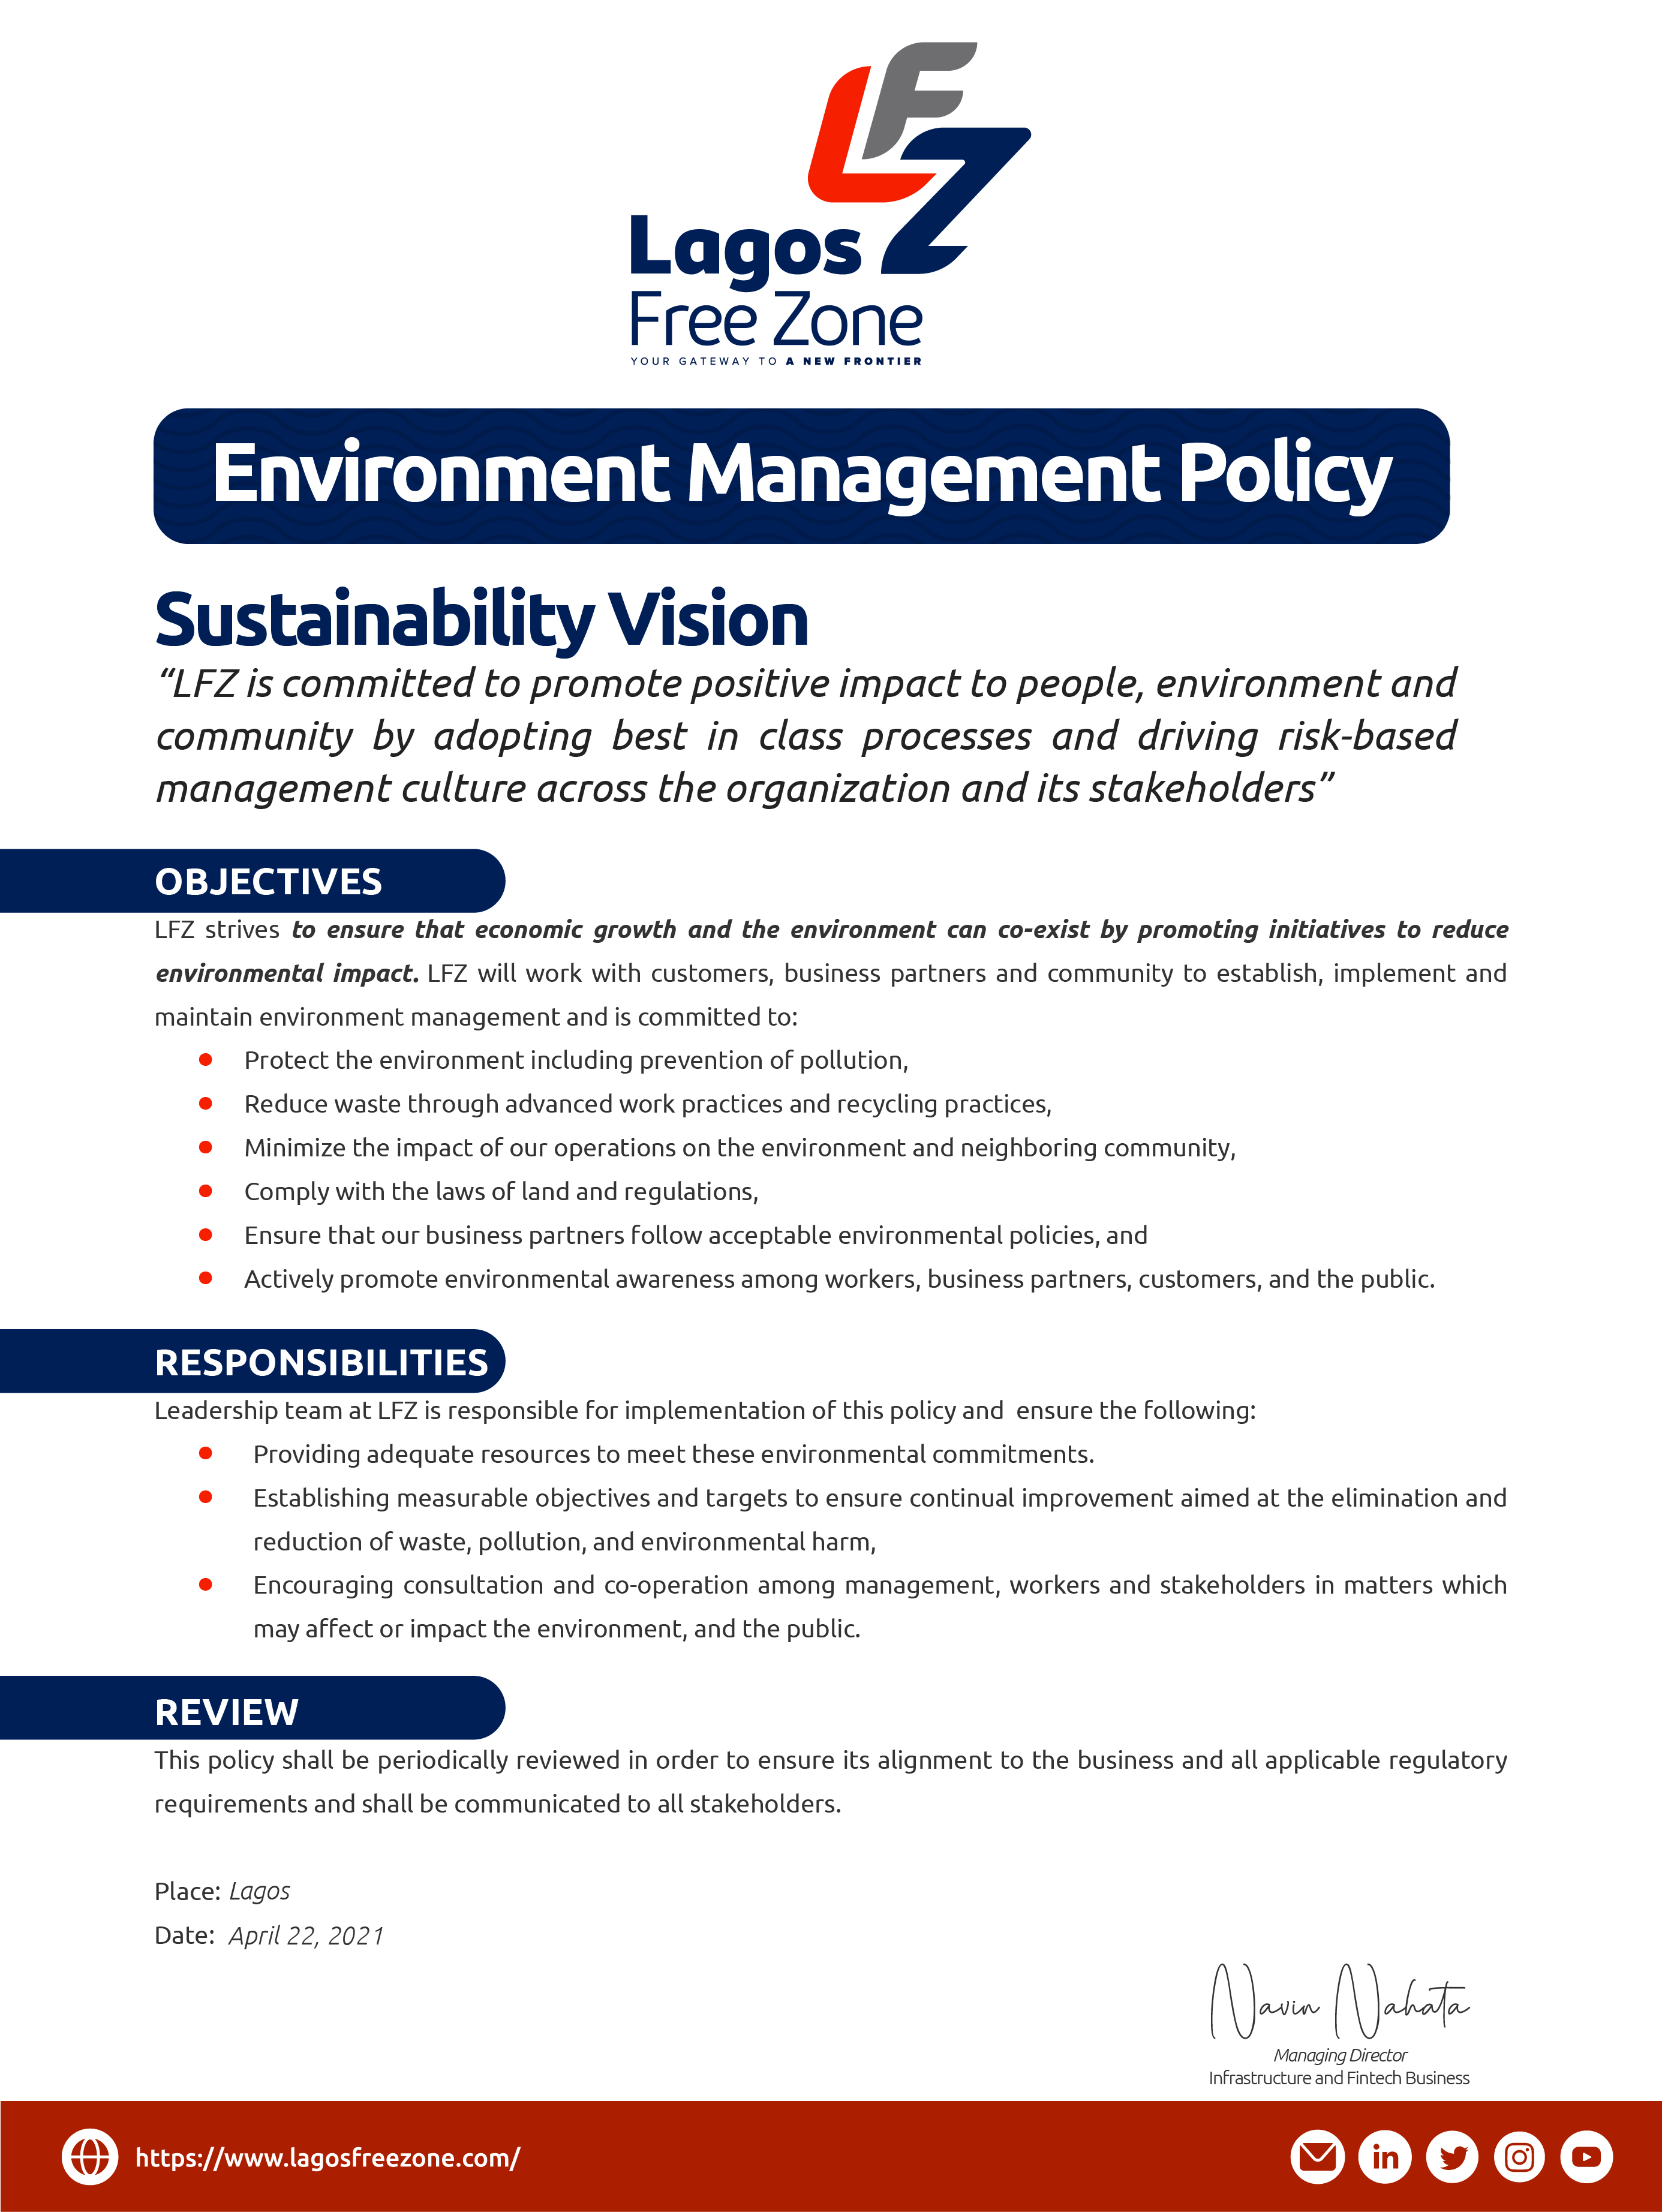 LFZ
Lagos
Free Zone
YOUR GATEWAY TO A NEW FRONTIER
Environment Management Policy
Sustainability Vision
“LFZ is committed to promote positive impact to people, environment and
community by adopting best in class processes and driving risk-based
management culture across the organization and its stakeholders”
OBJECTIVES
LFZ strives to ensure that economic growth and the environment can co-exist by promoting initiatives to reduce
environmental impact. LFZ will work with customers, business partners and community to establish, implement and
maintain environment management and is committed to:
• Protect the environment including prevention of pollution,
• Reduce waste through advanced work practices and recycling practices,
• Minimize the impact of our operations on the environment and neighboring community,
• Comply with the laws of land and regulations,
• Ensure that our business partners follow acceptable environmental policies, and
• Actively promote environmental awareness among workers, business partners, customers, and the public.
RESPONSIBILITIES
Leadership team at LFZ is responsible for implementation of this policy and ensure the following:
• Providing adequate resources to meet these environmental commitments.
• Establishing measurable objectives and targets to ensure continual improvement aimed at the elimination and
reduction of waste, pollution, and environmental harm,
• Encouraging consultation and co-operation among management, workers and stakeholders in matters which
may affect or impact the environment, and the public.
REVIEW
This policy shall be periodically reviewed in order to ensure its alignment to the business and all applicable regulatory
requirements and shall be communicated to all stakeholders.
Place: Lagos
Date: April 22, 2021
Navin Nahata
Managing Director
Infrastructure and Fintech Business
https://www.lagosfreezone.com/
in